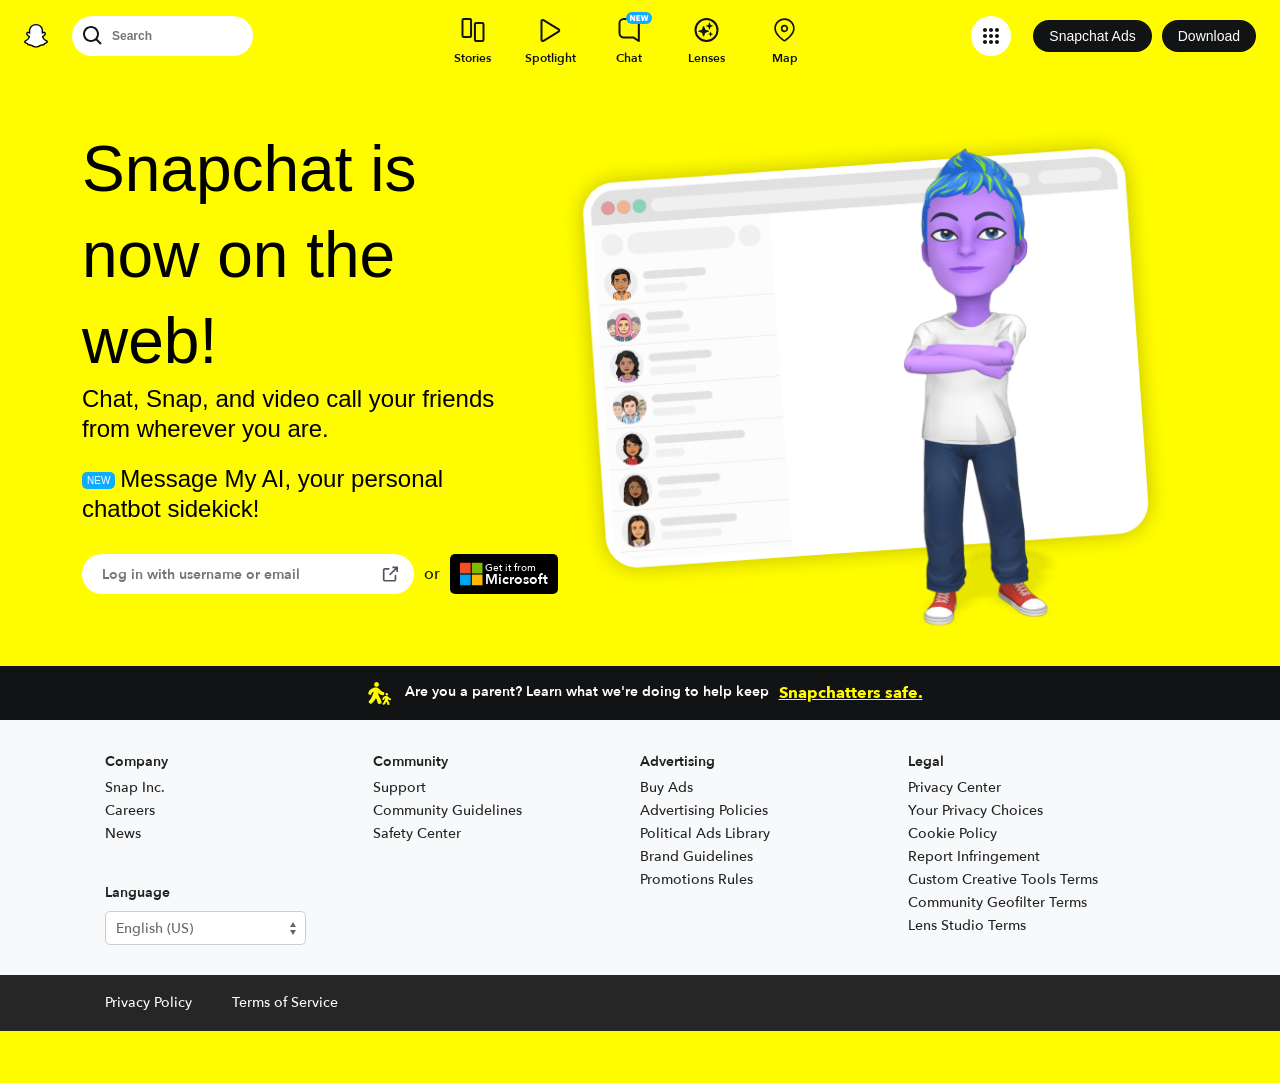 Search
NEW
Stories
Spotlight
Chat
Lenses
Map
Snapchat Ads
Download
Snapchat is
now on the
web!
Chat, Snap, and video call your friends
from wherever you are.
NEW Message My AI, your personal
chatbot sidekick!
Log in with username or email
or
Get it from
Microsoft
Are you a parent? Learn what we're doing to help keep Snapchatters safe.
Company
Snap Inc.
Careers
News
Community
Support
Community Guidelines
Safety Center
Advertising
Buy Ads
Advertising Policies
Political Ads Library
Brand Guidelines
Promotions Rules
Legal
Privacy Center
Your Privacy Choices
Cookie Policy
Report Infringement
Custom Creative Tools Terms
Community Geofilter Terms
Lens Studio Terms
Language
English (US)
Privacy Policy
Terms of Service